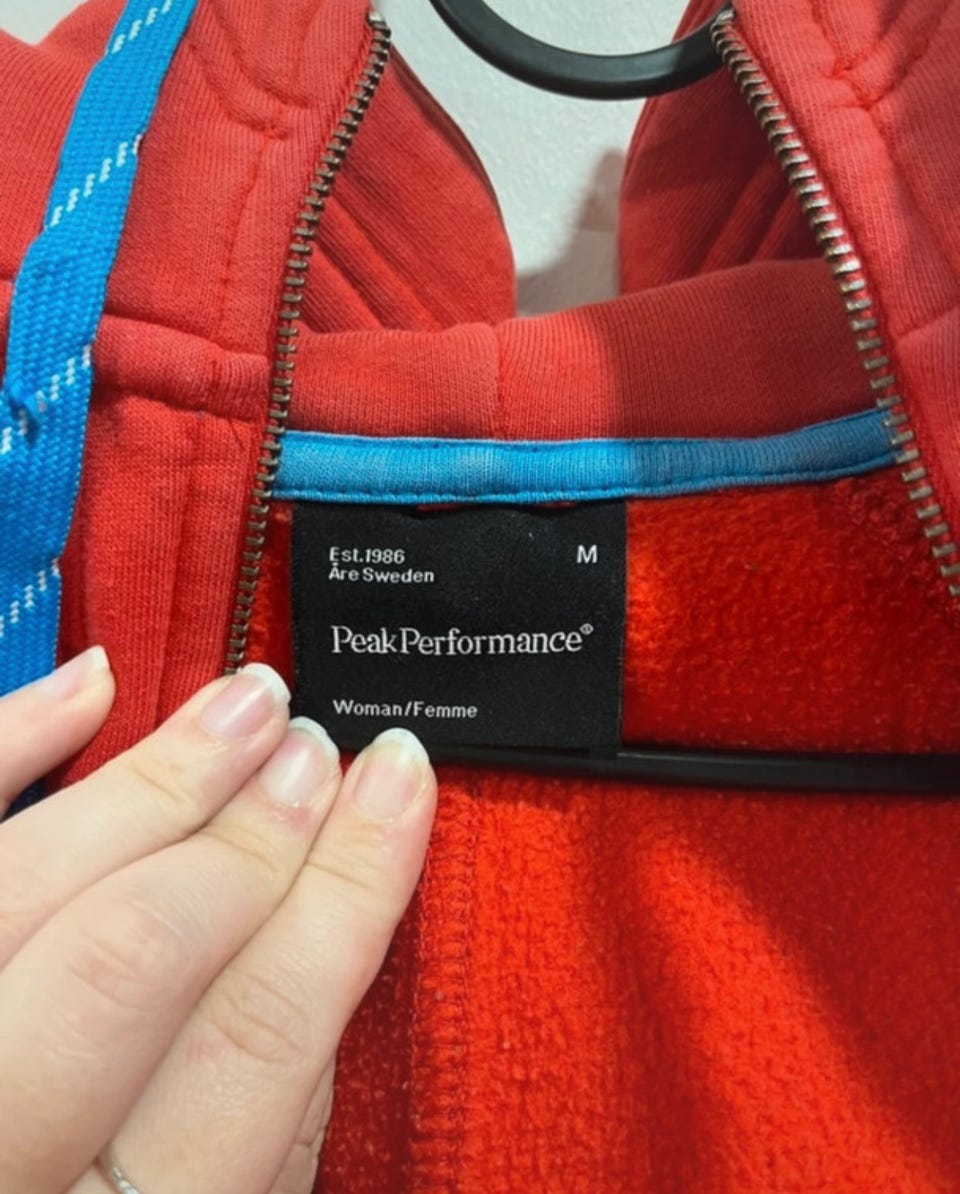 Est.1986
M
Åre Sweden
PeakPerformance®
Woman/Femme